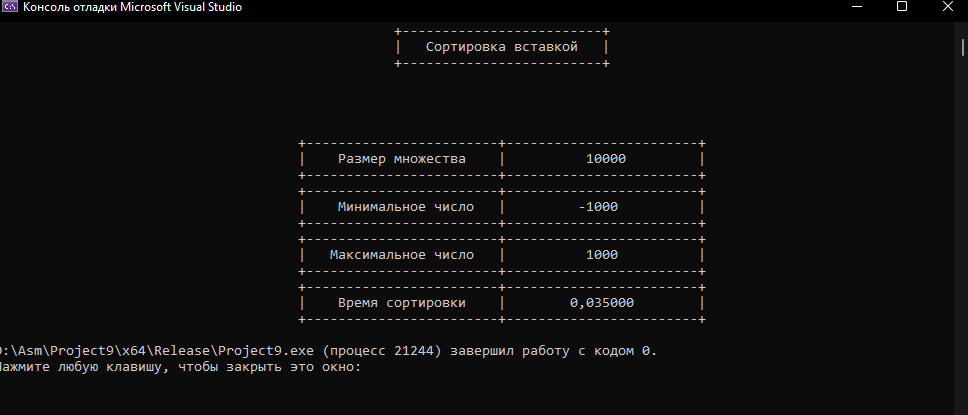 Консоль отладки Microsoft Visual Studio
Сортировка вставкой
Размер множества 10000
Минимальное число -1000
Максимальное число 1000
Время сортировки 0,035000
:\Asm\Project9\x64\Release\Project9.exe (процесс 21244) завершил работу с кодом 0.
ажмите любую клавишу, чтобы закрыть это окно: